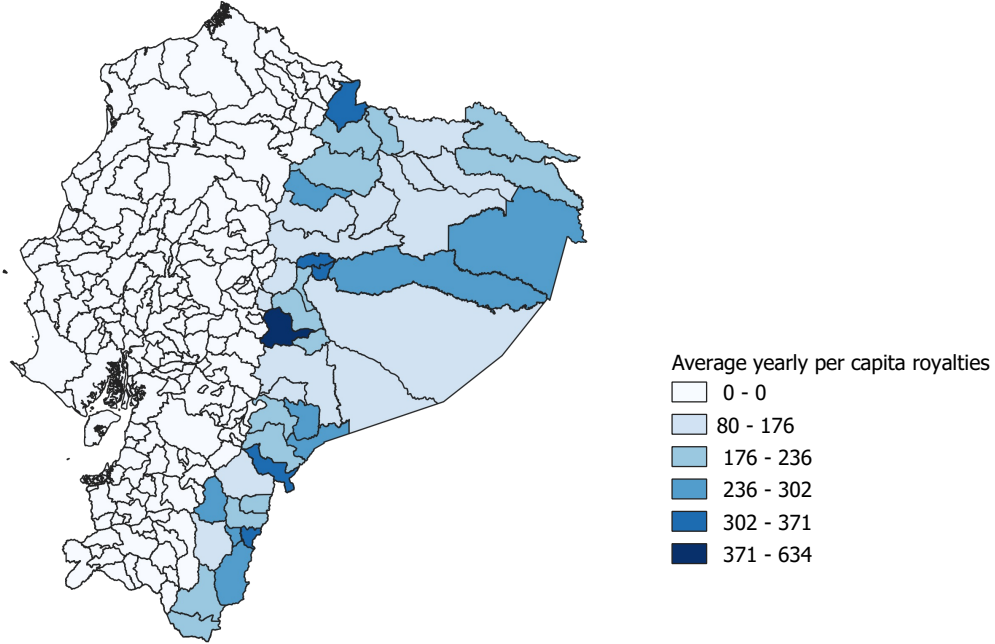 Average yearly per capita royalties
0 - 0
80 - 176
176 - 236
236 - 302
302 - 371
371 - 634